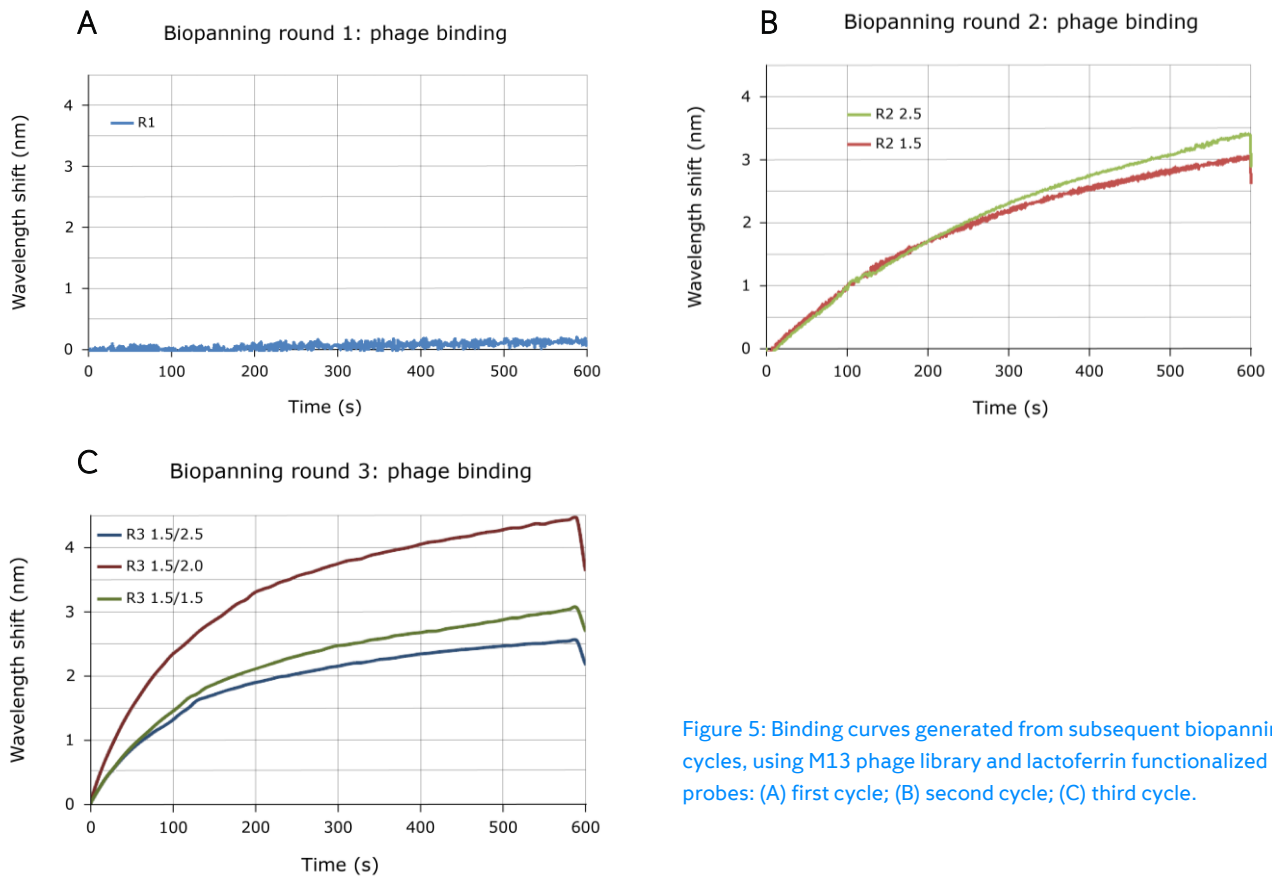 A
Biopanning round 1: phage binding
Wavelength shift (nm)
4
3
2
1
0
R1
0 100 200 300 400 500 600
Time (s)
B
Biopanning round 2: phage binding
Wavelength shift (nm)
4
3
2
1
0
R2 2.5
R2 1.5
0 100 200 300 400 500 600
Time (s)
C
Biopanning round 3: phage binding
Wavelength shift (nm)
4
3
2
1
0
R3 1.5/2.5
R3 1.5/2.0
R3 1.5/1.5
0 100 200 300 400 500 600
Time (s)
Figure 5: Binding curves generated from subsequent biopannin
cycles, using M13 phage library and lactoferrin functionalized
probes: (A) first cycle; (B) second cycle; (C) third cycle.